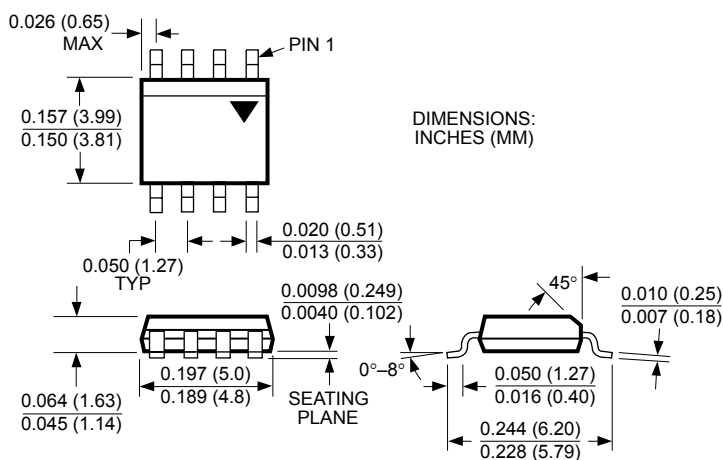 0.026 (0.65)
MAX
PIN 1
0.157 (3.99)
0.150 (3.81)
DIMENSIONS:
INCHES (MM)
0.050 (1.27)
TYP
0.020 (0.51)
0.013 (0.33)
0.064 (1.63)
0.045 (1.14)
0.197 (5.0)
0.189 (4.8)
0.0098 (0.249)
0.0040 (0.102)
SEATING
PLANE
45°
0.010 (0.25)
0.007 (0.18)
0°–8°
0.050 (1.27)
0.016 (0.40)
0.244 (6.20)
0.228 (5.79)